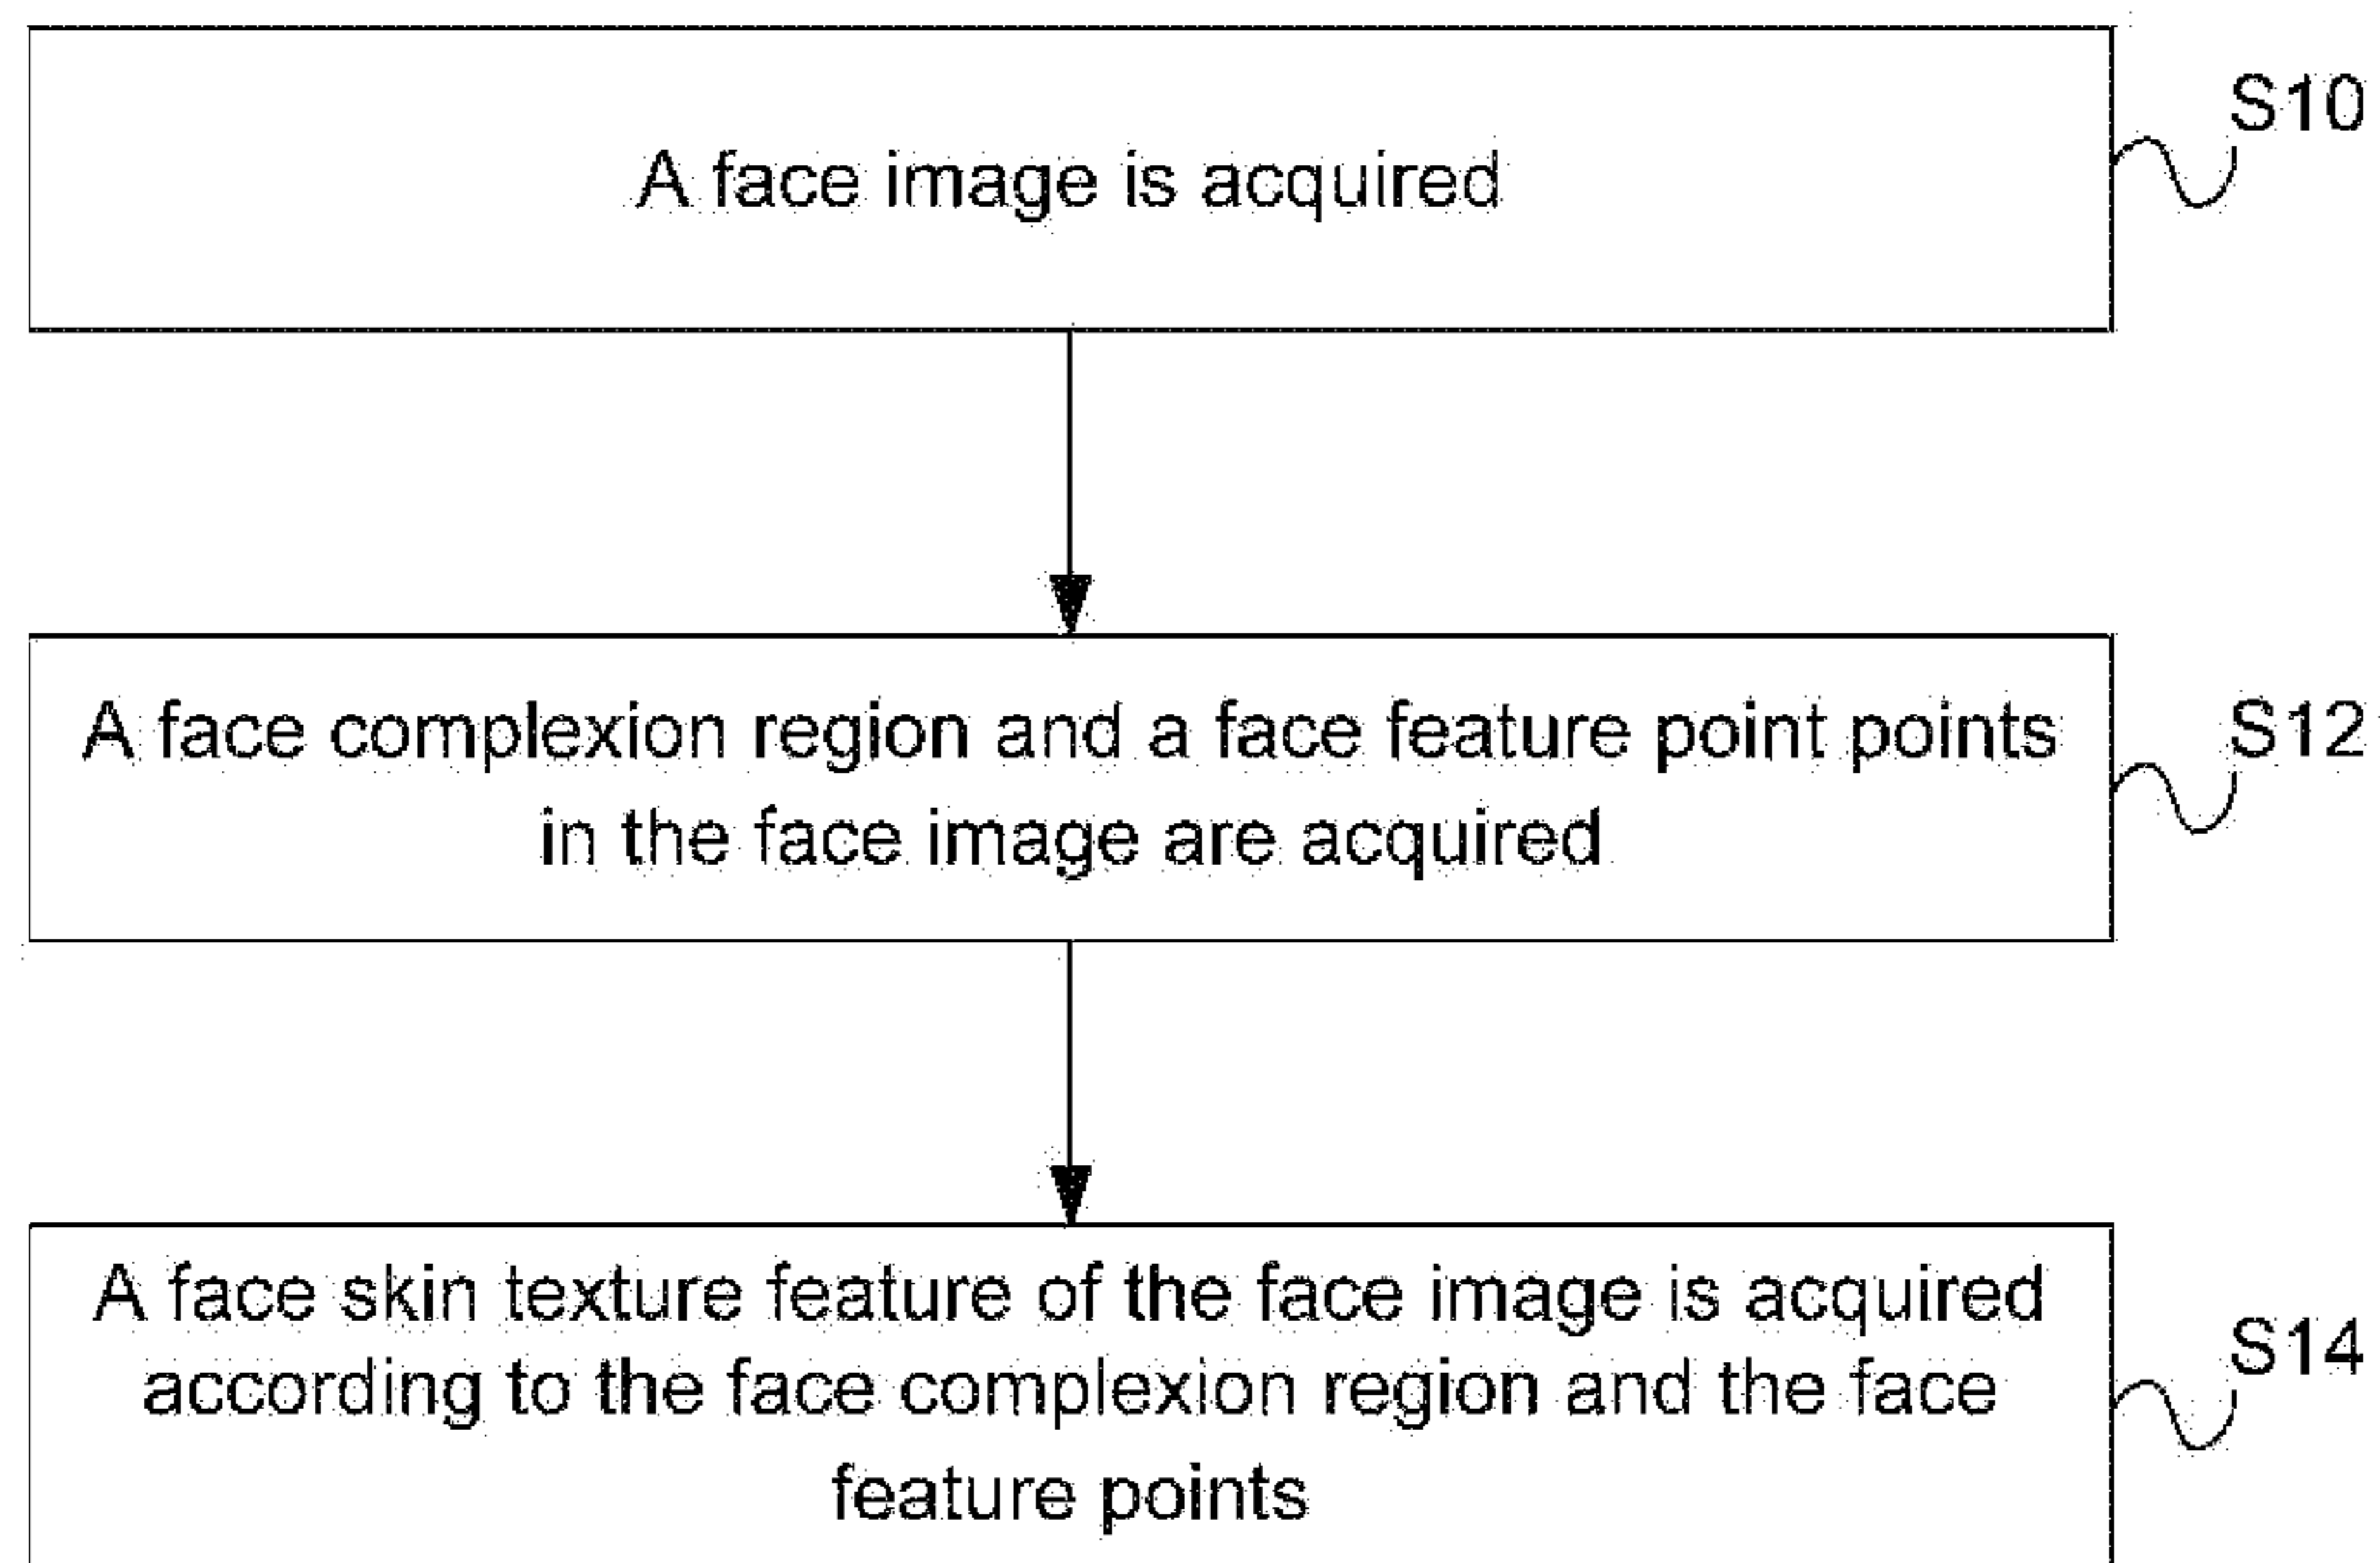 A face image is acquired
S10
A face complexion region and a face feature point points
in the face image are acquired
S12
A face skin texture feature of the face image is acquired
according to the face complexion region and the face
feature points
S14